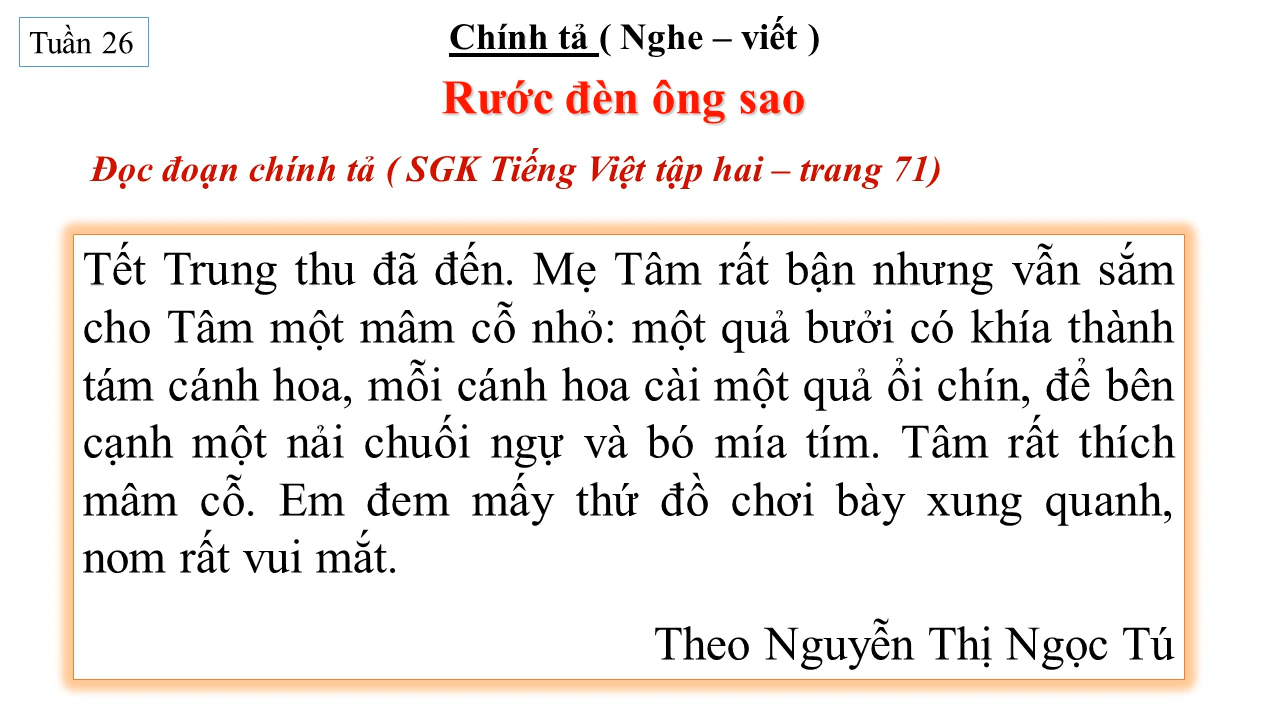 Tuần 26
Chính tả ( Nghe – viết )
Rước đèn ông sao
Đọc đoạn chính tả ( SGK Tiếng Việt tập hai – trang 71)
Tết Trung thu đã đến. Mẹ Tâm rất bận nhưng vẫn sắm
cho Tâm một mâm cỗ nhỏ: một quả bưởi có khía thành
tám cánh hoa, mỗi cánh hoa cài một quả ổi chín, để bên
cạnh một nải chuối ngự và bó mía tím. Tâm rất thích
mâm cỗ. Em đem mấy thứ đồ chơi bày xung quanh,
nom rất vui mắt.
Theo Nguyễn Thị Ngọc Tú